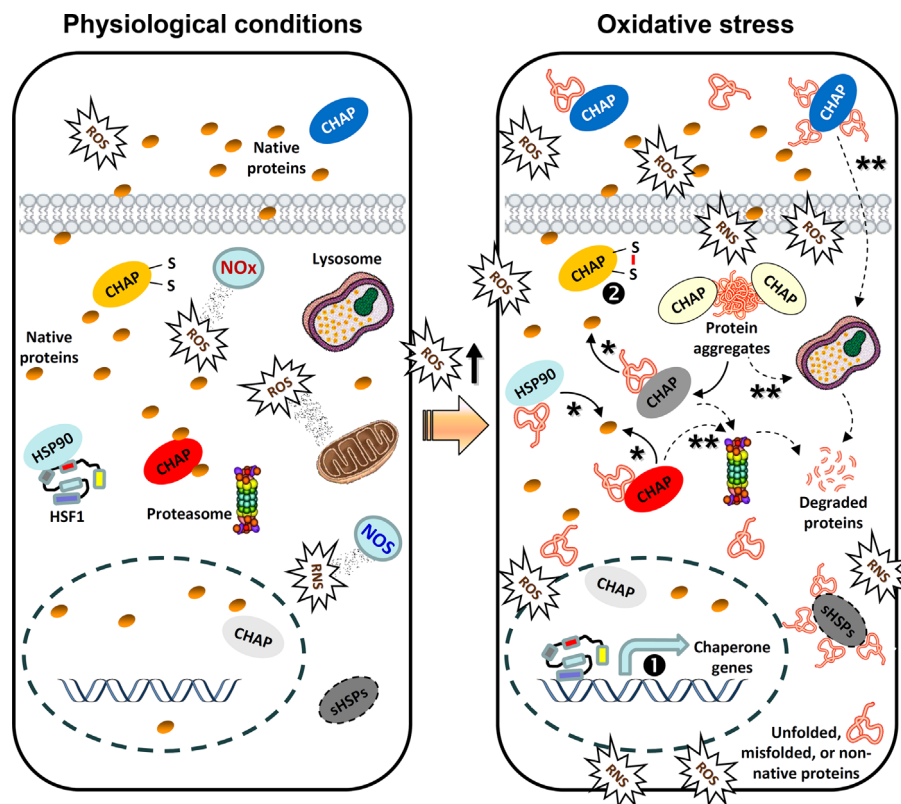 Physiological conditions
ROS
CHAP
Native
proteins
CHAP
S
S
NOx
Lysosome
ROS
Native
proteins
ROS
HSP90
HSF1
CHAP
Proteasome
NOS
RNS
CHAP
sHSPs
ROS
Oxidative stress
CHAP
CHAP
ROS
ROS
**
RNS
ROS
ROS
CHAP
S
S
2
CHAP
CHAP
Protein
aggregates
*
HSP90
CHAP
**
*
*
**
CHAP
Degraded
proteins
ROS
CHAP
RNS
sHSPs
1
Chaperone
genes
Unfolded,
misfolded, or non-
native proteins
RNS
ROS